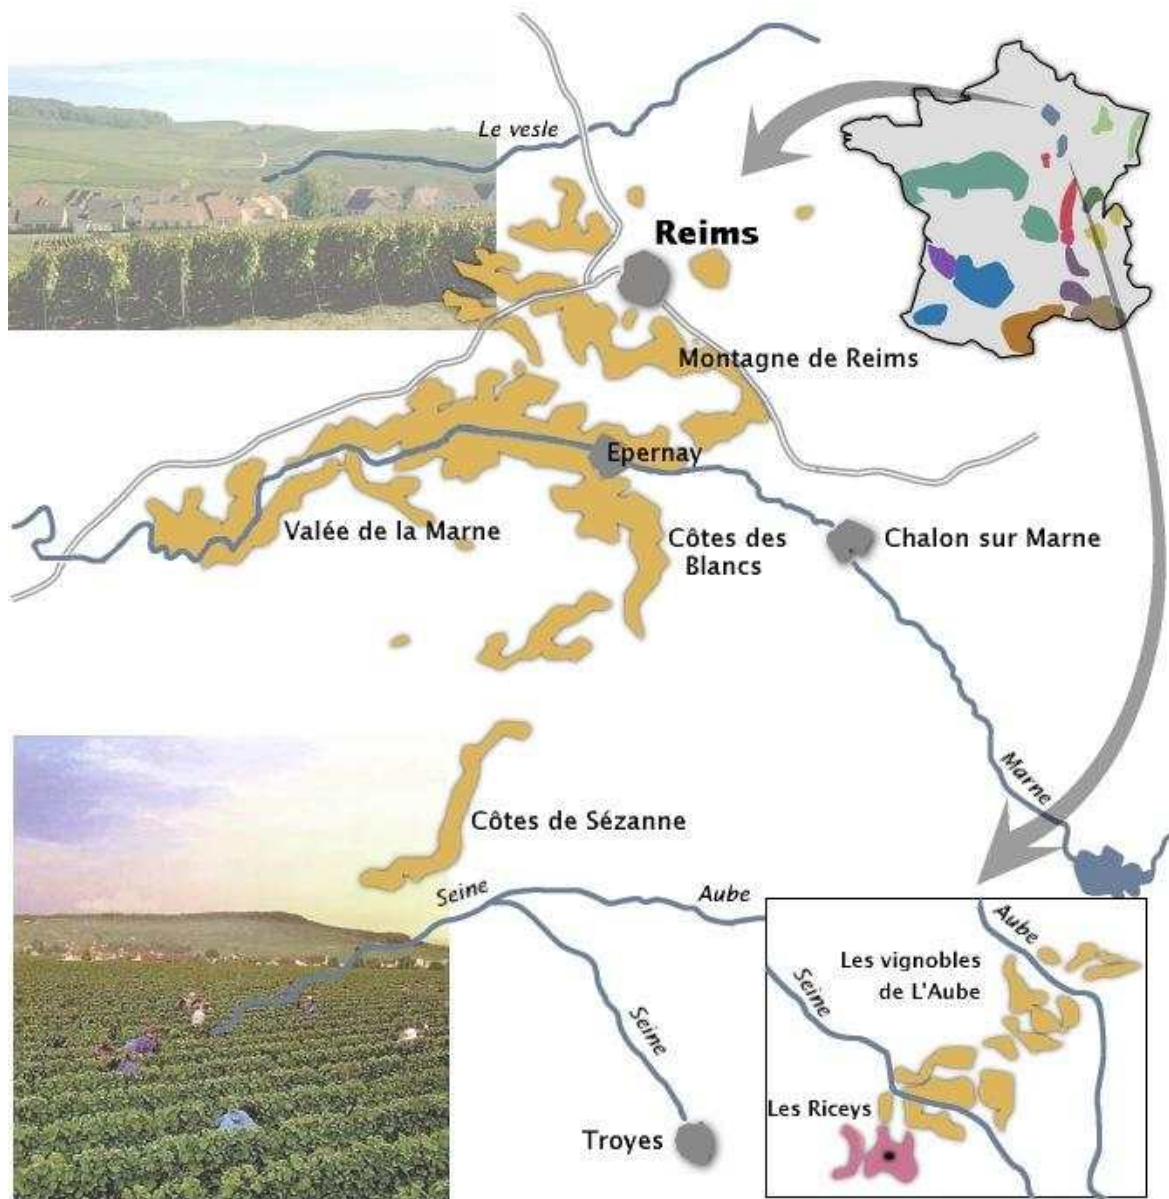 Le vesle
Reims
Montagne de Reims
Epernay
Valée de la Marne
Côtes des
Blancs
Chalon sur Marne
Marne
Côtes de Sézanne
Seine
Aube
Seine
Troyes
Aube
Les vignobles
de L'Aube
Seine
Les Riceys